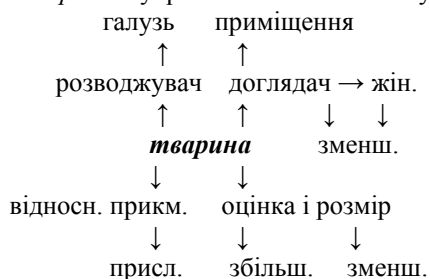 галузь приміщення
↑ ↑
розводжувач доглядач → жін.
↑ ↑ ↓ ↓
тварина зменш.
↓ ↓
відносн. прикм. оцінка і розмір
↓ ↓ ↓
присл. збільш. зменш.